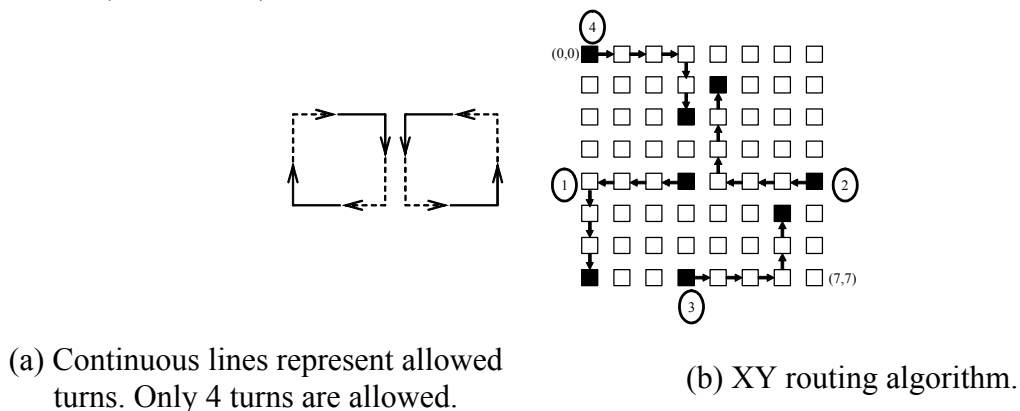 4
(0,0)
1
2
3
(7,7)
(a) Continuous lines represent allowed
turns. Only 4 turns are allowed.
(b) XY routing algorithm.